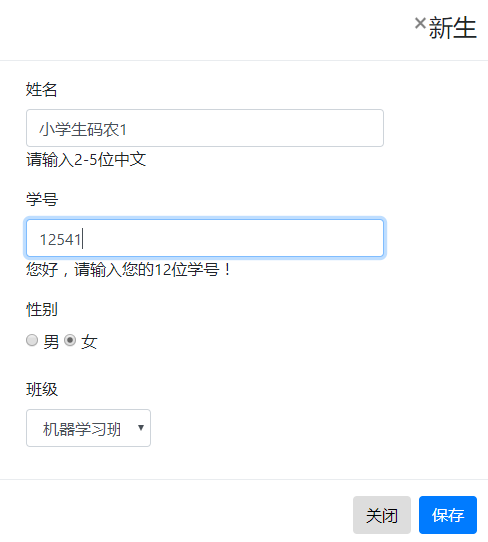 ×新生
姓名
小学生码农1
请输入2-5位中文
学号
12541
您好，请输入您的12位学号！
性别
男 女
班级
机器学习班
关闭 保存